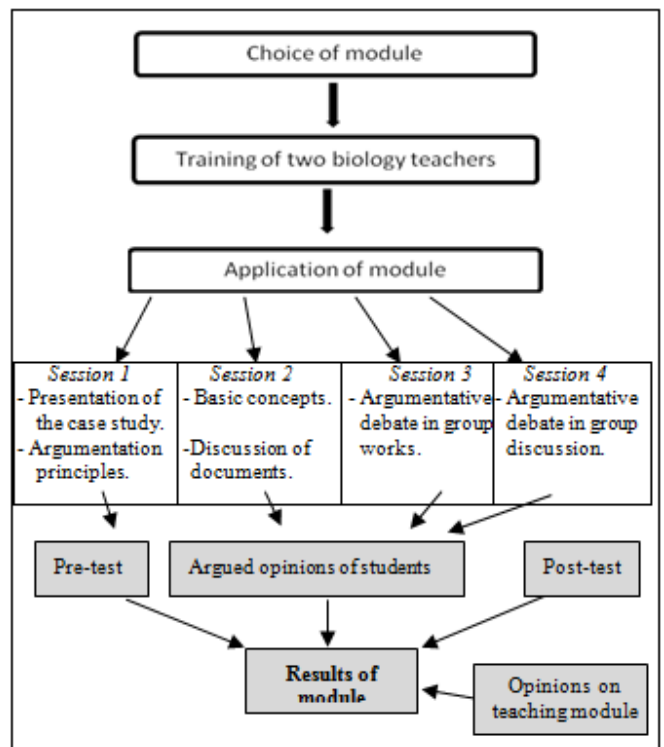 Choice of module
Training of two biology teachers
Application of module
Session 1
- Presentation of
the case study.
- Argumentation
principles.
Session 2
- Basic concepts.
-Discussion of
documents.
Session 3
- Argumentative
debate in group
works.
Session 4
- Argumentative
debate in group
discussion.
Pre-test
Argued opinions of students
Post-test
Results of
module
Opinions on
teaching module